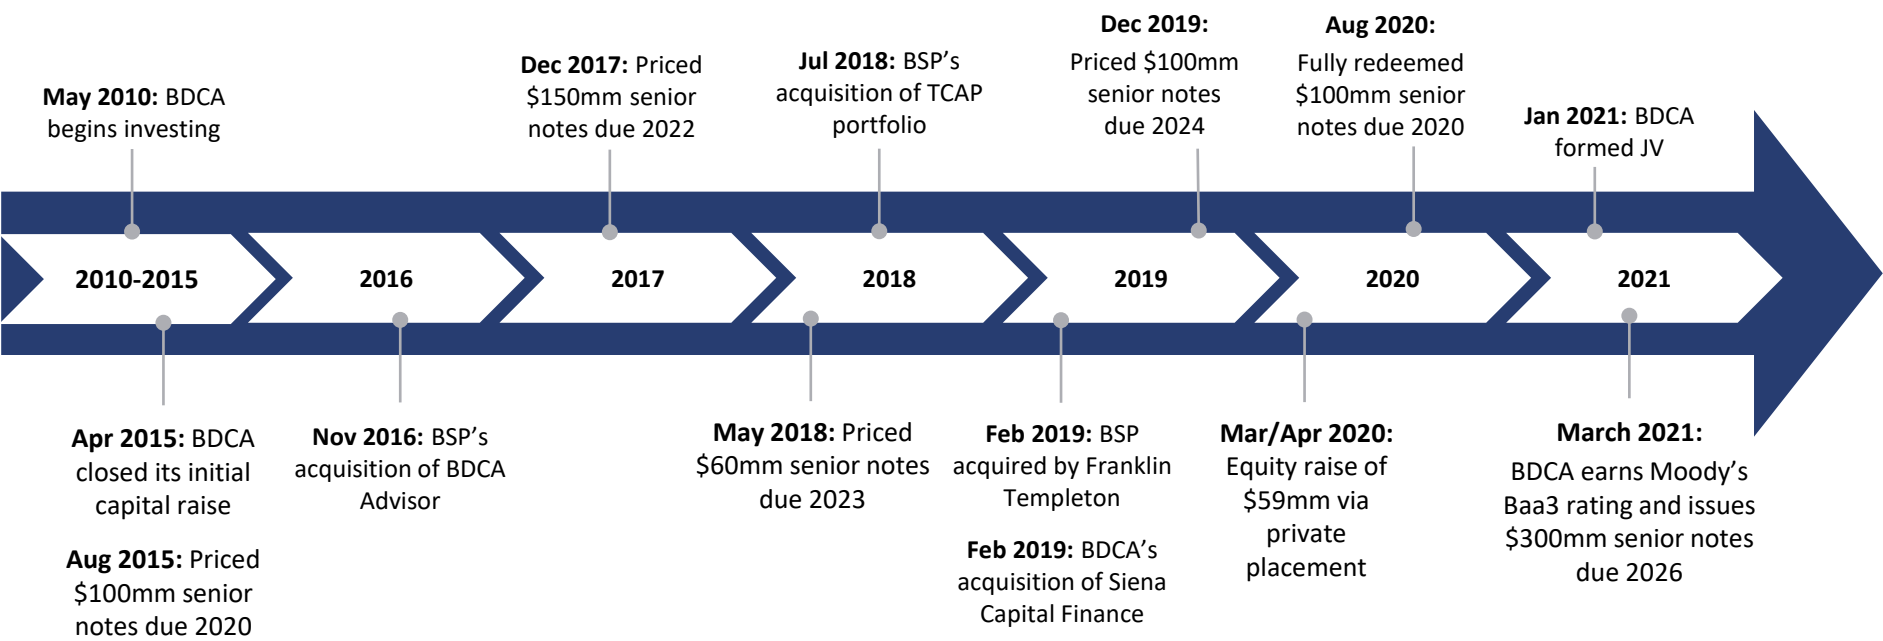 May 2010: BDCA
begins investing
Dec 2017: Priced
$150mm senior
notes due 2022
Jul 2018: BSP’s
acquisition of TCAP
portfolio
Dec 2019:
Priced $100mm
senior notes
due 2024
Aug 2020:
Fully redeemed
$100mm senior
notes due 2020
Jan 2021: BDCA
formed JV
2010-2015
2016
2017
2018
2019
2020
2021
Apr 2015: BDCA
closed its initial
capital raise
Aug 2015: Priced
$100mm senior
notes due 2020
Nov 2016: BSP’s
acquisition of BDCA
Advisor
May 2018: Priced
$60mm senior notes
due 2023
Feb 2019: BSP
acquired by Franklin
Templeton
Feb 2019: BDCA’s
acquisition of Siena
Capital Finance
Mar/Apr 2020:
Equity raise of
$59mm via
private
placement
March 2021:
BDCA earns Moody’s
Baa3 rating and issues
$300mm senior notes
due 2026